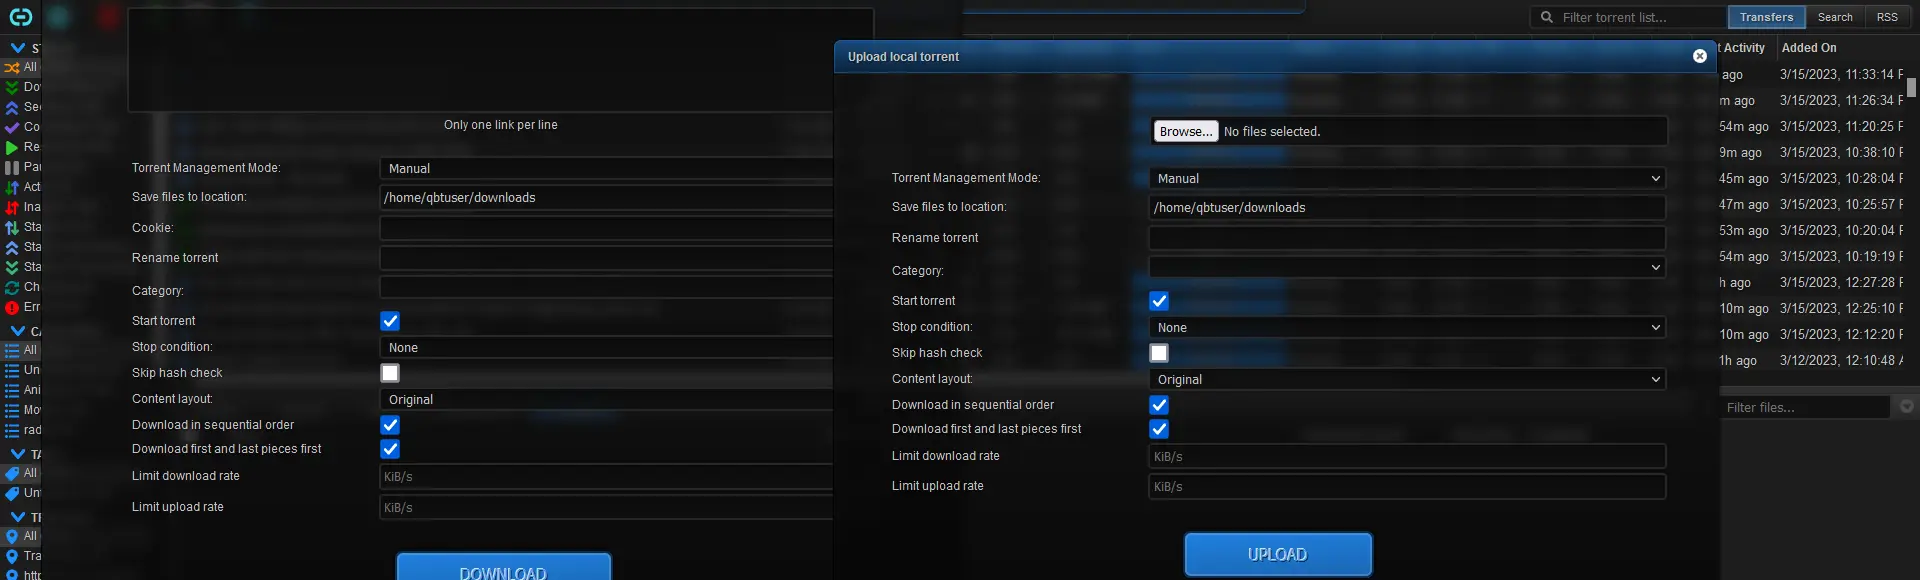 Filter torrent list...
Transfers
Search
RSS
ST
All
Do
Se
Co
Re
Pau
Act
Ina
Sta
Sta
Sta
Ch
Err
CA
All
Un
Ani
Mo
rad
TA
All
Unt
TR
All
Tra
http
Only one link per line
Torrent Management Mode:
Manual
Save files to location:
/home/qbtuser/downloads
Cookie:
Rename torrent
Category:
Start torrent
Stop condition:
None
Skip hash check
Content layout:
Original
Download in sequential order
Download first and last pieces first
Limit download rate
KiB/s
Limit upload rate
KiB/s
DOWNLOAD
Upload local torrent
Browse...
No files selected.
Torrent Management Mode:
Manual
Save files to location:
/home/qbtuser/downloads
Rename torrent
Category:
Start torrent
Stop condition:
None
Skip hash check
Content layout:
Original
Download in sequential order
Download first and last pieces first
Limit download rate
KiB/s
Limit upload rate
KiB/s
UPLOAD
t Activity Added On
ago 3/15/2023, 11:33:14 P
m ago 3/15/2023, 11:26:34 P
54m ago 3/15/2023, 11:20:25 P
9m ago 3/15/2023, 10:38:10 P
45m ago 3/15/2023, 10:28:04 P
47m ago 3/15/2023, 10:25:57 P
53m ago 3/15/2023, 10:20:04 P
54m ago 3/15/2023, 10:19:19 P
h ago 3/15/2023, 12:27:28 P
10m ago 3/15/2023, 12:25:10 P
10m ago 3/15/2023, 12:12:20 P
1h ago 3/12/2023, 12:10:48 A
Filter files...